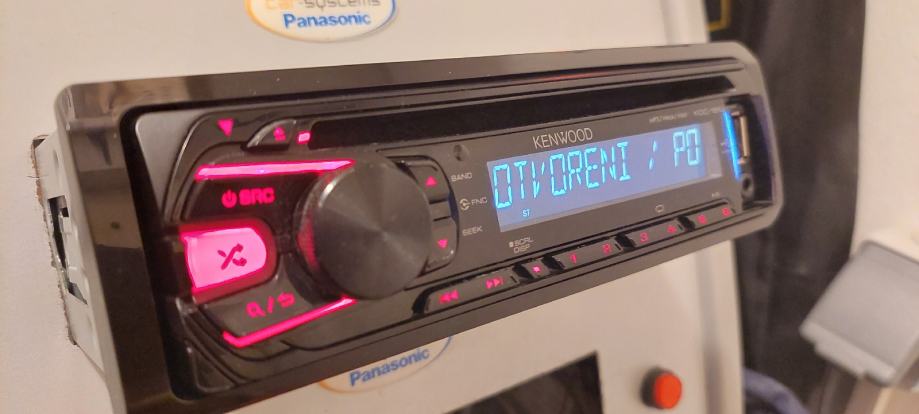 car-systems
Panasonic
KENWOOD
OTVORENI / PO
ST
SRC
BAND
FNC
SEEK
SCRL
DISP
1 2 3 4 5 6
Panasonic